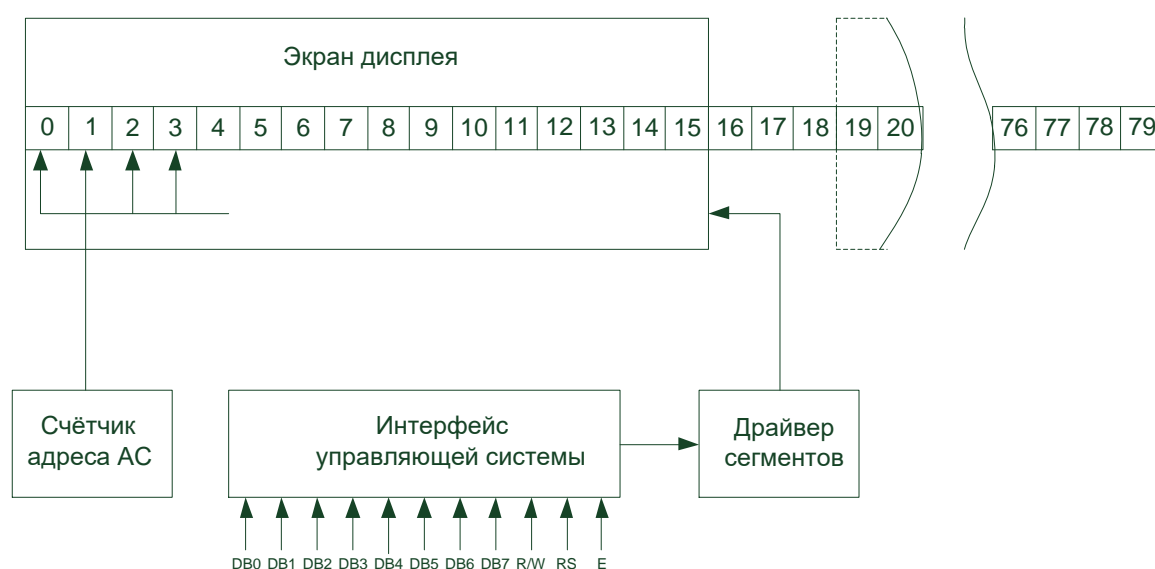 Экран дисплея
0 1 2 3 4 5 6 7 8 9 10 11 12 13 14 15 16 17 18 19 20 76 77 78 79
Счётчик
адреса АС
Интерфейс
управляющей системы
Драйвер
сегментов
DB0 DB1 DB2 DB3 DB4 DB5 DB6 DB7 R/W RS E